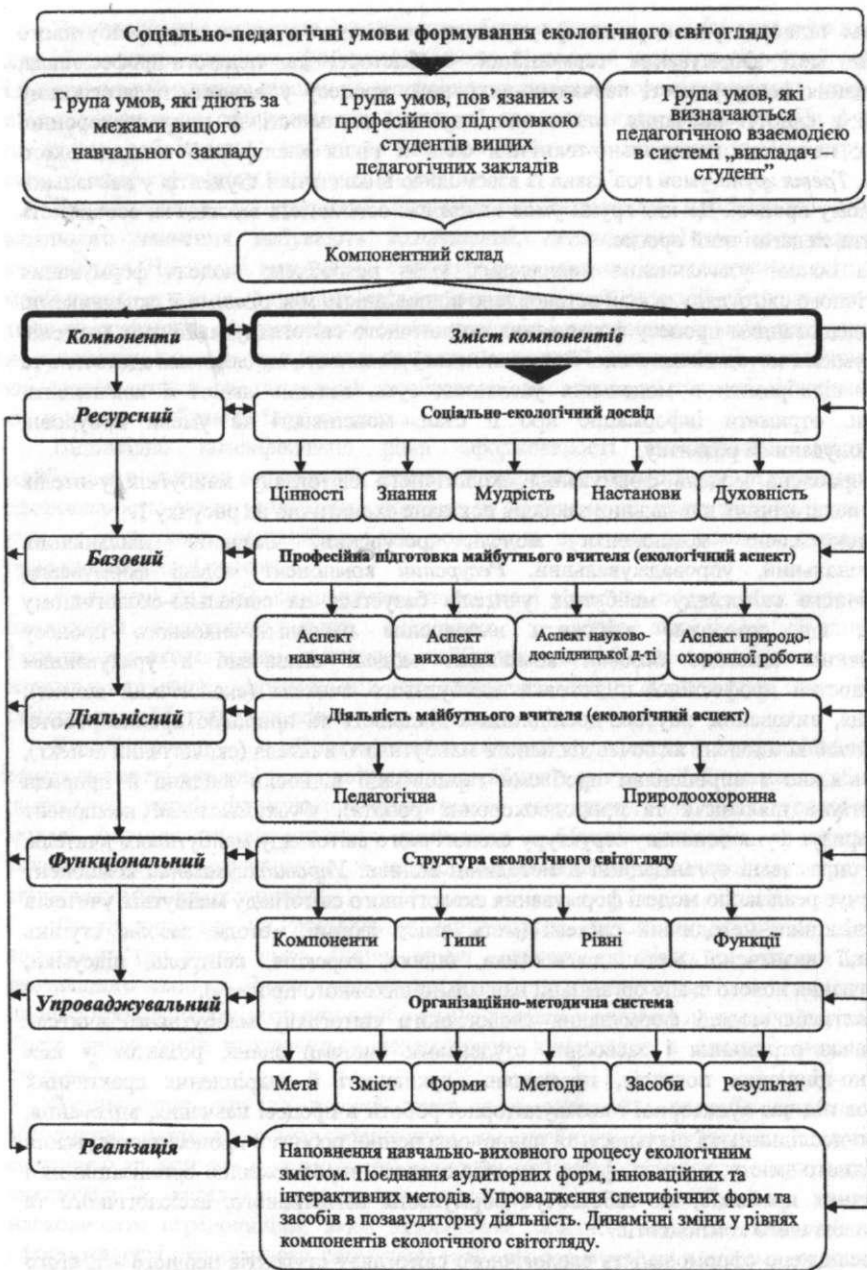 Соціально-педагогічні умови формування екологічного світогляду
Група умов, які діють за
межами вищого
навчального закладу
Група умов, пов'язаних з
професійною підготовкою
студентів вищих
педагогічних закладів
Група умов, які
визначаються
педагогічною взаємодією
в системі „викладач –
студент"
Компонентний склад
Компоненти
Зміст компонентів
Ресурсний
Соціально-екологічний досвід
Цінності
Знання
Мудрість
Настанови
Духовність
Базовий
Професійна підготовка майбутнього вчителя (екологічний аспект)
Аспект
навчання
Аспект
виховання
Аспект науково-
дослідницької д-ті
Аспект природо-
охоронної роботи
Діяльнісний
Діяльність майбутнього вчителя (екологічний аспект)
Педагогічна
Природоохоронна
Функціональний
Структура екологічного світогляду
Компоненти
Типи
Рівні
Функції
Упроваджувальний
Організаційно-методична система
Мета
Зміст
Форми
Методи
Засоби
Результат
Реалізація
Наповнення навчально-виховного процесу екологічним
змістом. Поєднання аудиторних форм, інноваційних та
інтерактивних методів. Упровадження специфічних форм та
засобів в позааудиторну діяльність. Динамічні зміни у рівнях
компонентів екологічного світогляду.